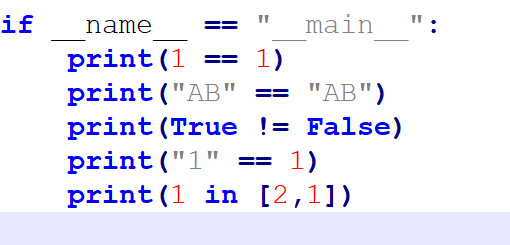 if __name__ == "__main__":
    print(1 == 1)
    print("AB" == "AB")
    print(True != False)
    print("1" == 1)
    print(1 in [2,1])